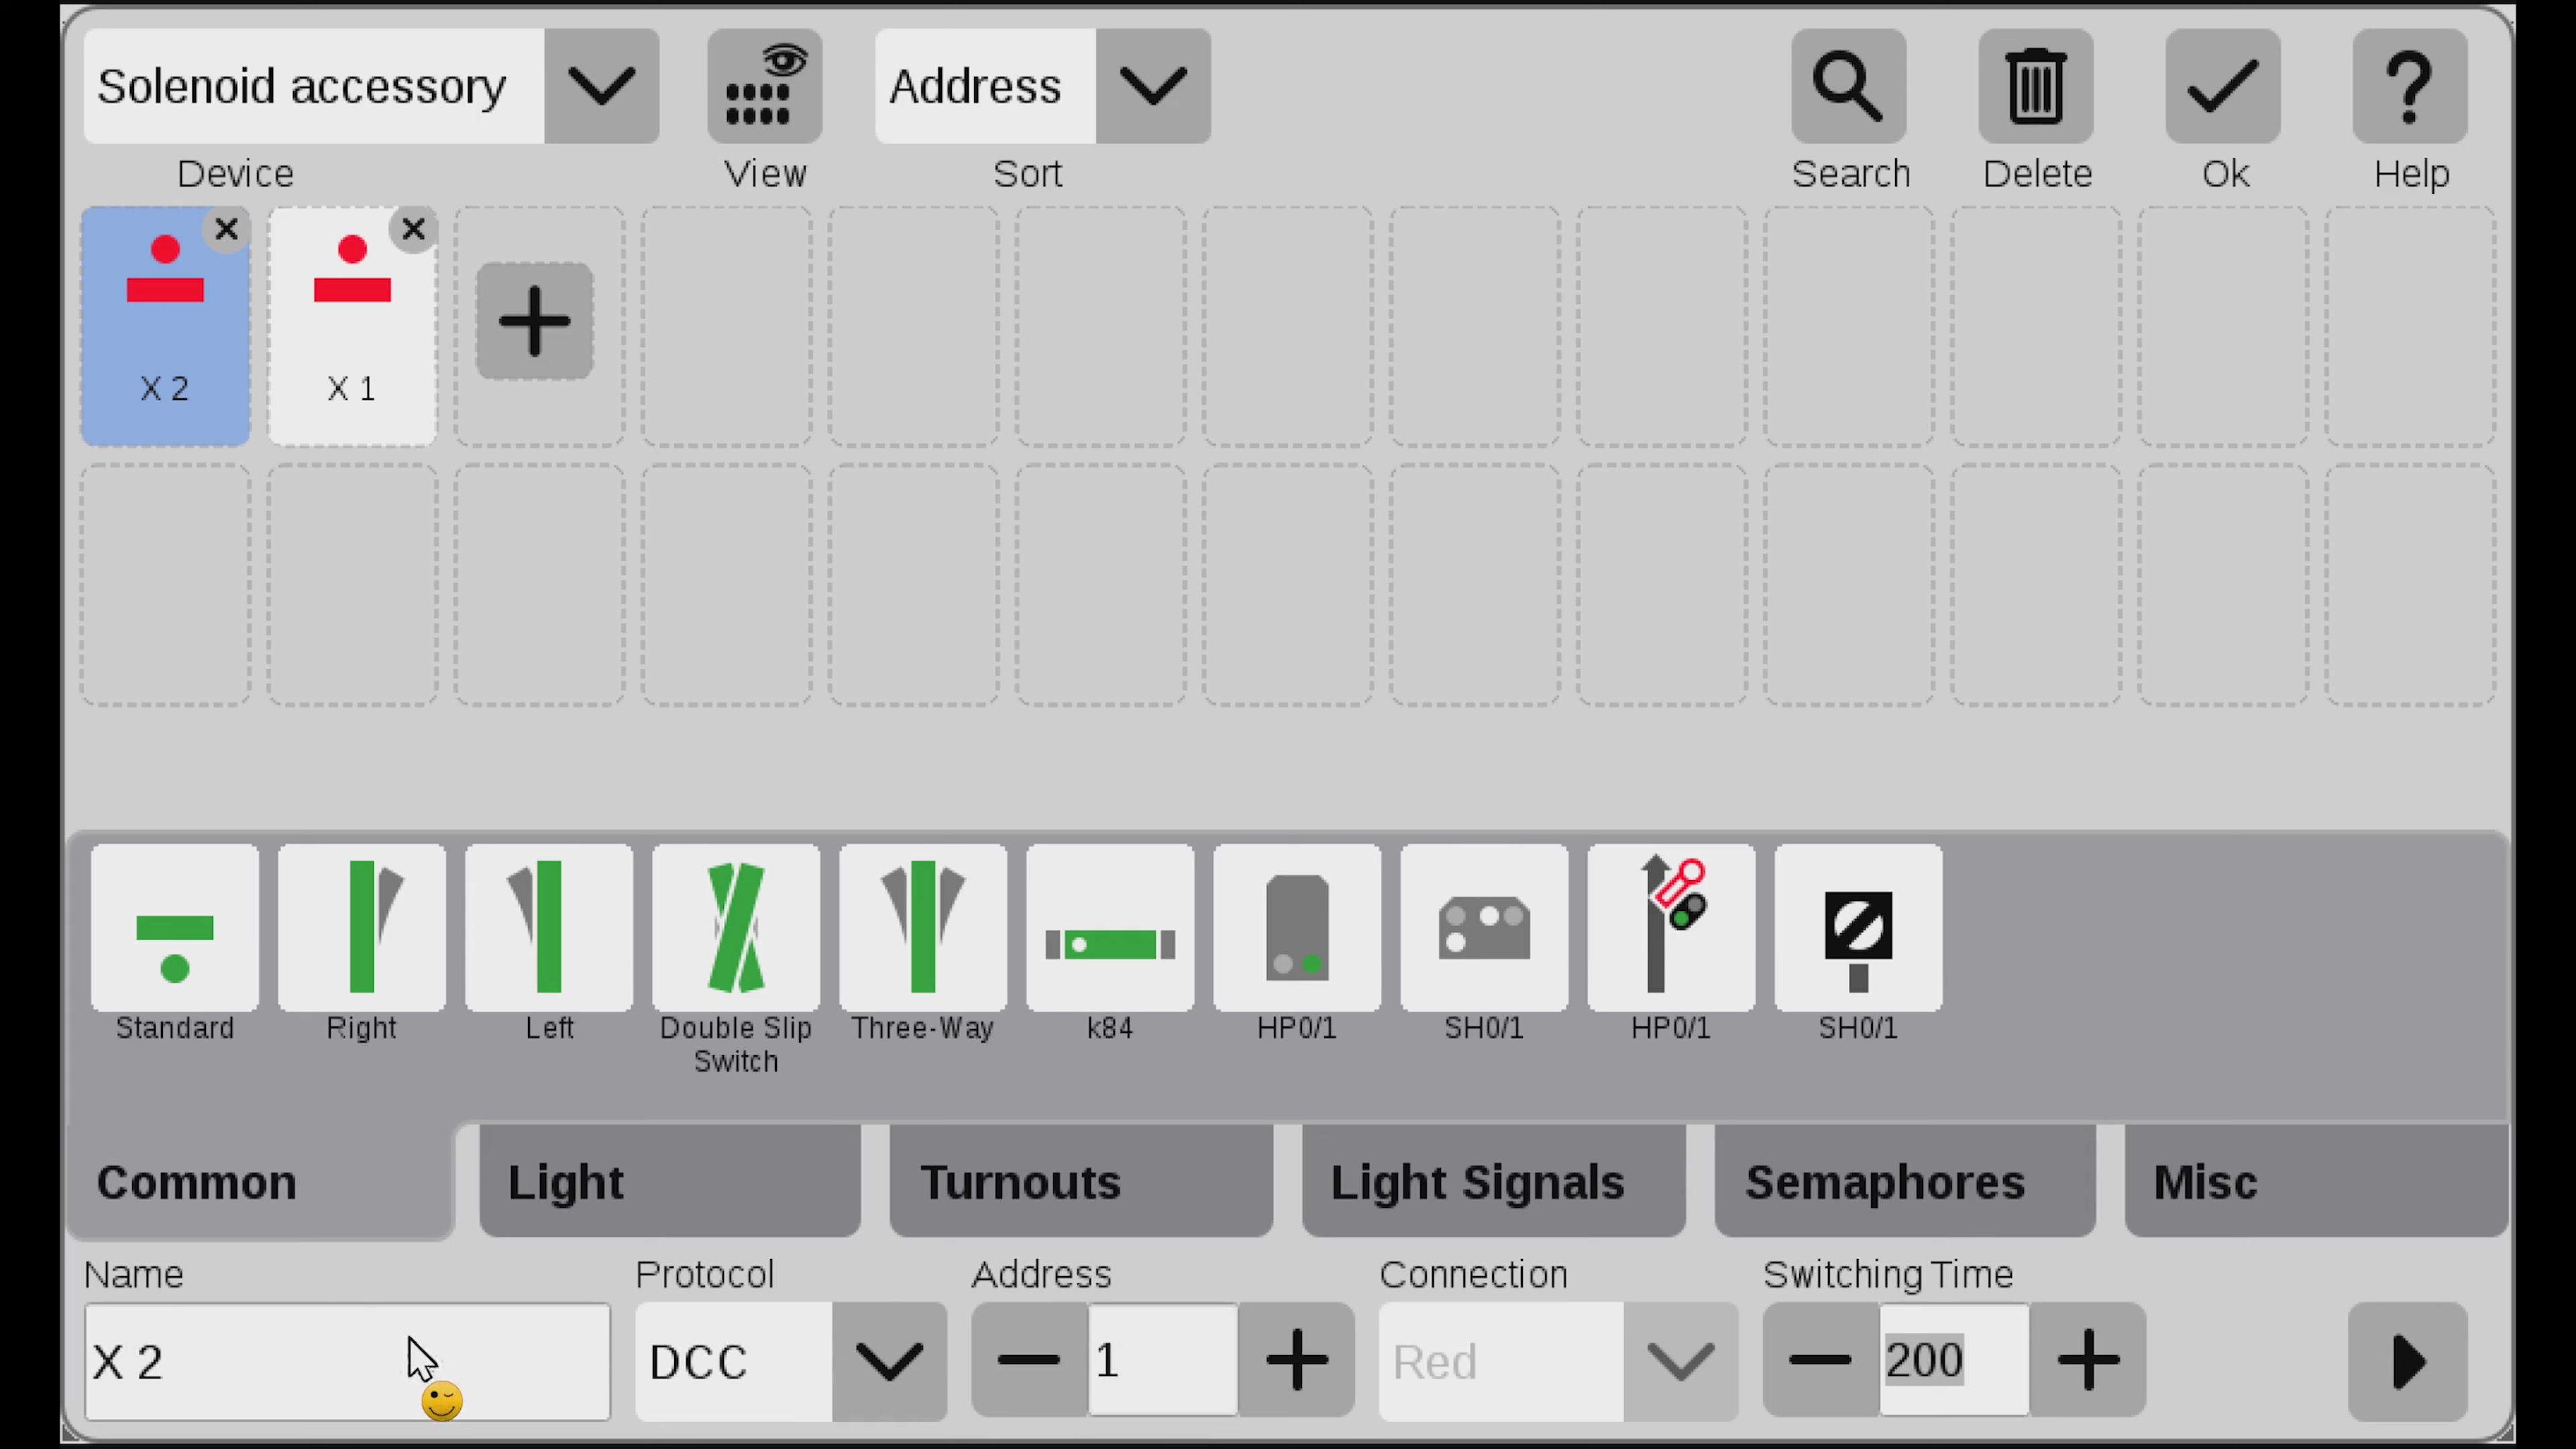 Solenoid accessory
Address
Device
View
Sort
Search
Delete
Ok
Help
X 2
X 1
Standard
Right
Left
Double Slip
Switch
Three-Way
k84
HP0/1
SH0/1
HP0/1
SH0/1
Common
Light
Turnouts
Light Signals
Semaphores
Misc
Name
Protocol
Address
Connection
Switching Time
X 2
DCC
1
Red
200